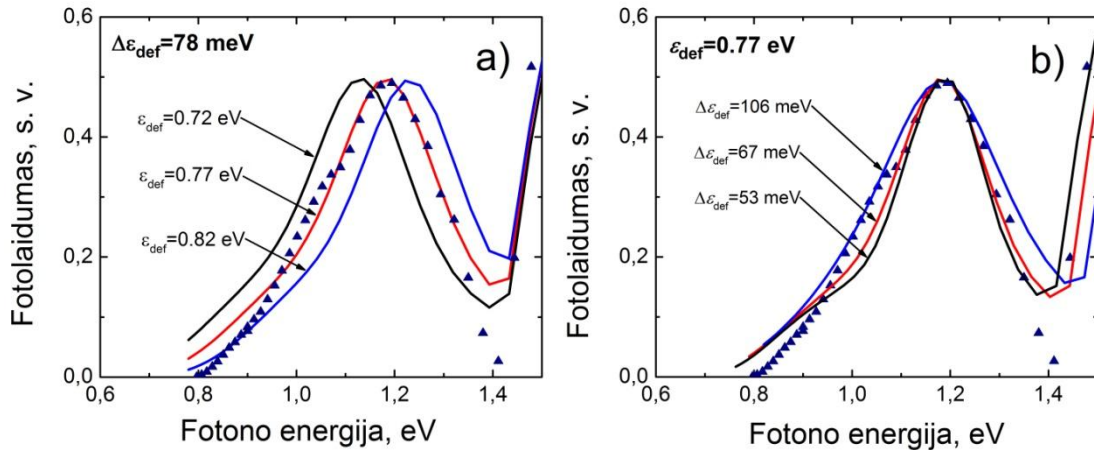 Δε_def=78 meV
a)
ε_def=0.72 eV
ε_def=0.77 eV
ε_def=0.82 eV
Fotolaidumas, s. v.
0,6
0,4
0,2
0,0
0,6 0,8 1,0 1,2 1,4
Fotono energija, eV
ε_def=0.77 eV
b)
Δε_def=106 meV
Δε_def=67 meV
Δε_def=53 meV
Fotolaidumas, s. v.
0,6
0,4
0,2
0,0
0,6 0,8 1,0 1,2 1,4
Fotono energija, eV